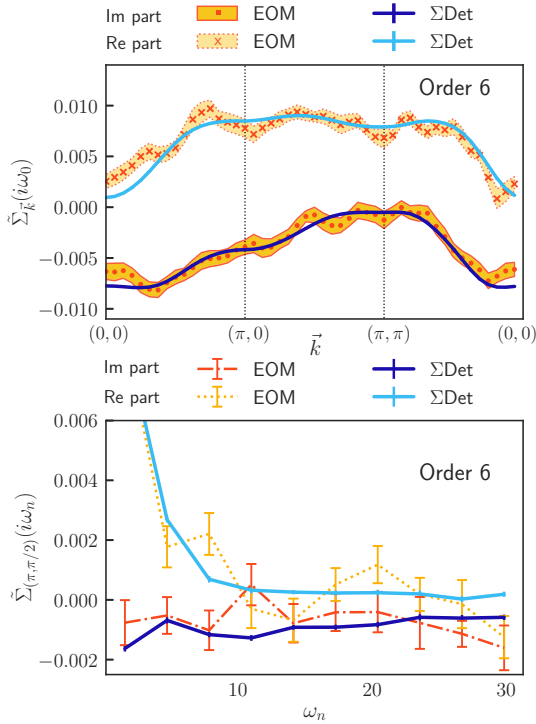 Im part EOM ΣDet
Re part EOM ΣDet
Order 6
0.010
0.005
0.000
−0.005
−0.010
Σ̃_k⃗(iω₀)
(0, 0) (π, 0) (π, π) (0, 0)
k⃗
Im part EOM ΣDet
Re part EOM ΣDet
Order 6
0.006
0.004
0.002
0.000
−0.002
Σ̃_(π,π/2)(iωₙ)
10 20 30
ωₙ